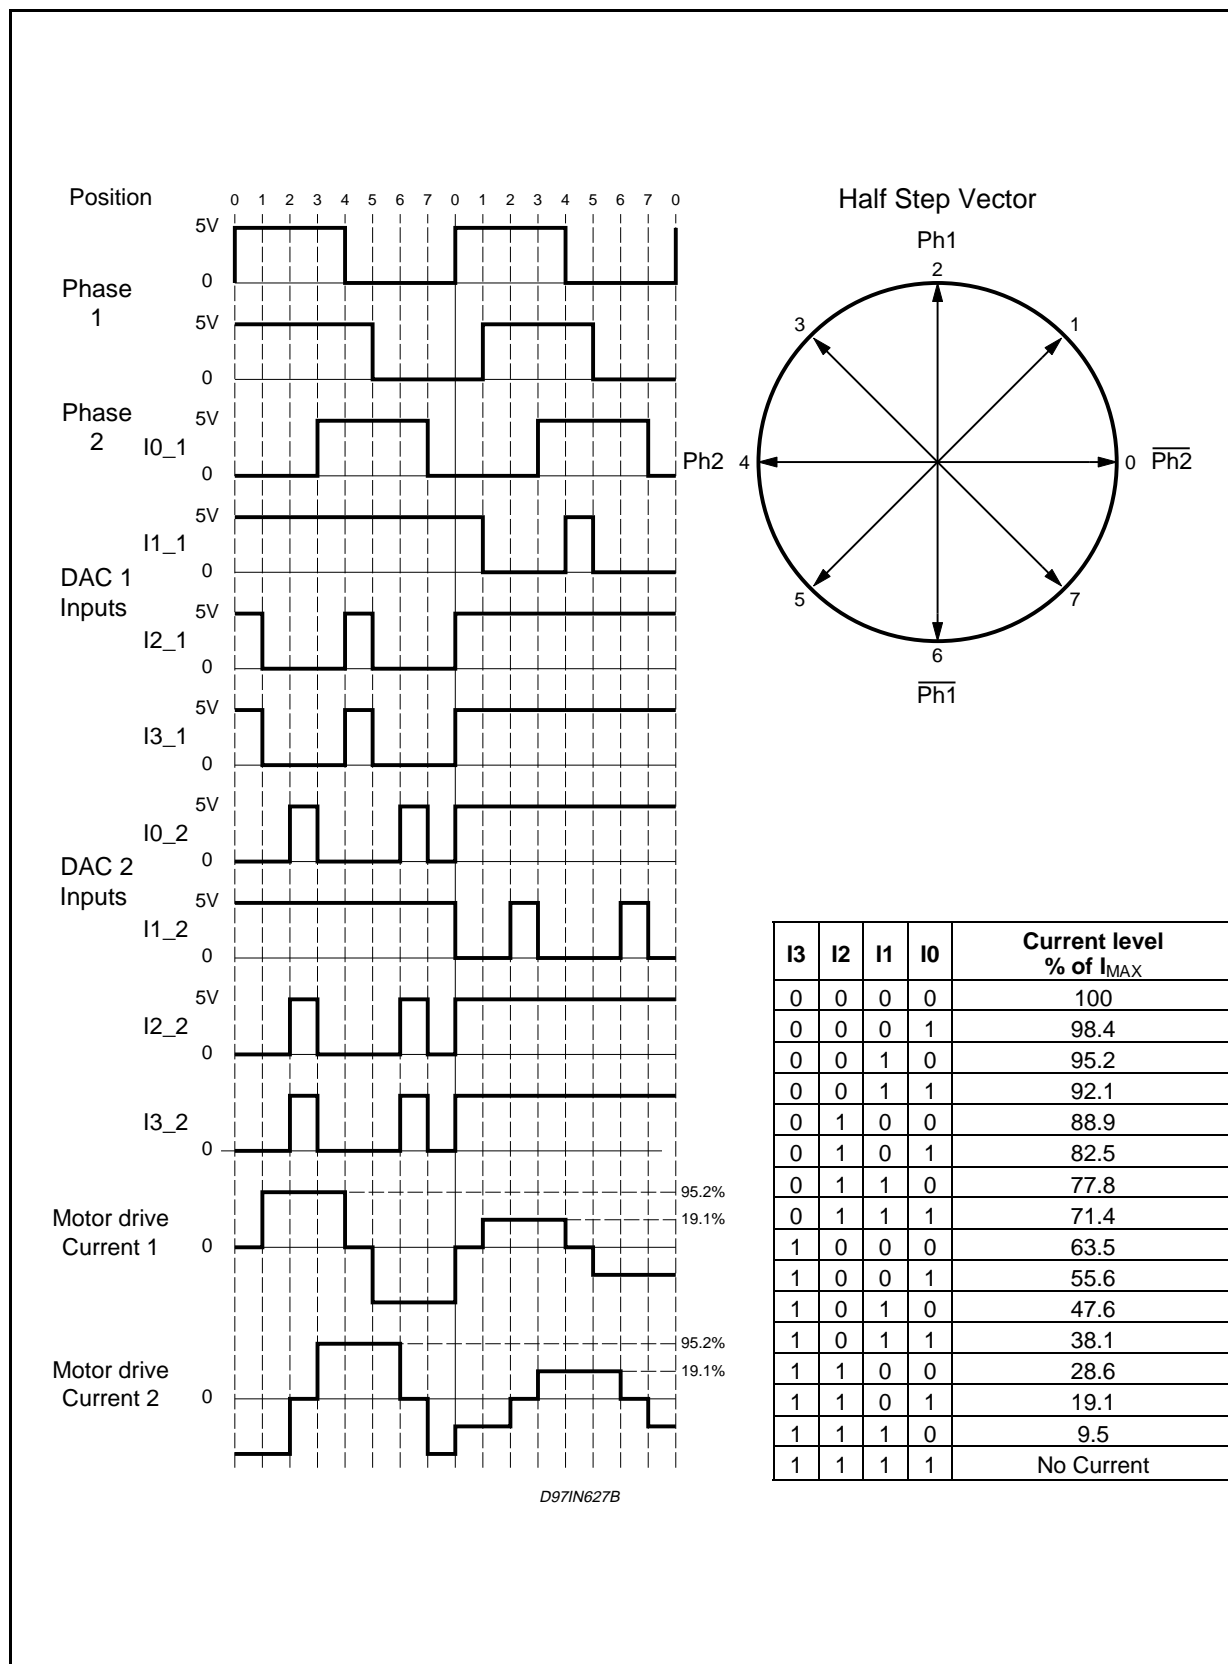 Position
0 1 2 3 4 5 6 7 0 1 2 3 4 5 6 7 0
5V
0
Phase
1
5V
0
Phase
2
I0_1
5V
0
I1_1
5V
0
DAC 1
Inputs
I2_1
5V
0
I3_1
5V
0
I0_2
5V
0
DAC 2
Inputs
I1_2
5V
0
I2_2
5V
0
I3_2
0
95.2%
19.1%
Motor drive
Current 1
0
95.2%
19.1%
Motor drive
Current 2
0
D97IN627B
Half Step Vector
Ph1
2
3
1
Ph2 4
0 P̅h̅2̅
5
7
6
P̅h̅1̅
I3 I2 I1 I0 Current level
% of IMAX
0 0 0 0 100
0 0 0 1 98.4
0 0 1 0 95.2
0 0 1 1 92.1
0 1 0 0 88.9
0 1 0 1 82.5
0 1 1 0 77.8
0 1 1 1 71.4
1 0 0 0 63.5
1 0 0 1 55.6
1 0 1 0 47.6
1 0 1 1 38.1
1 1 0 0 28.6
1 1 0 1 19.1
1 1 1 0 9.5
1 1 1 1 No Current